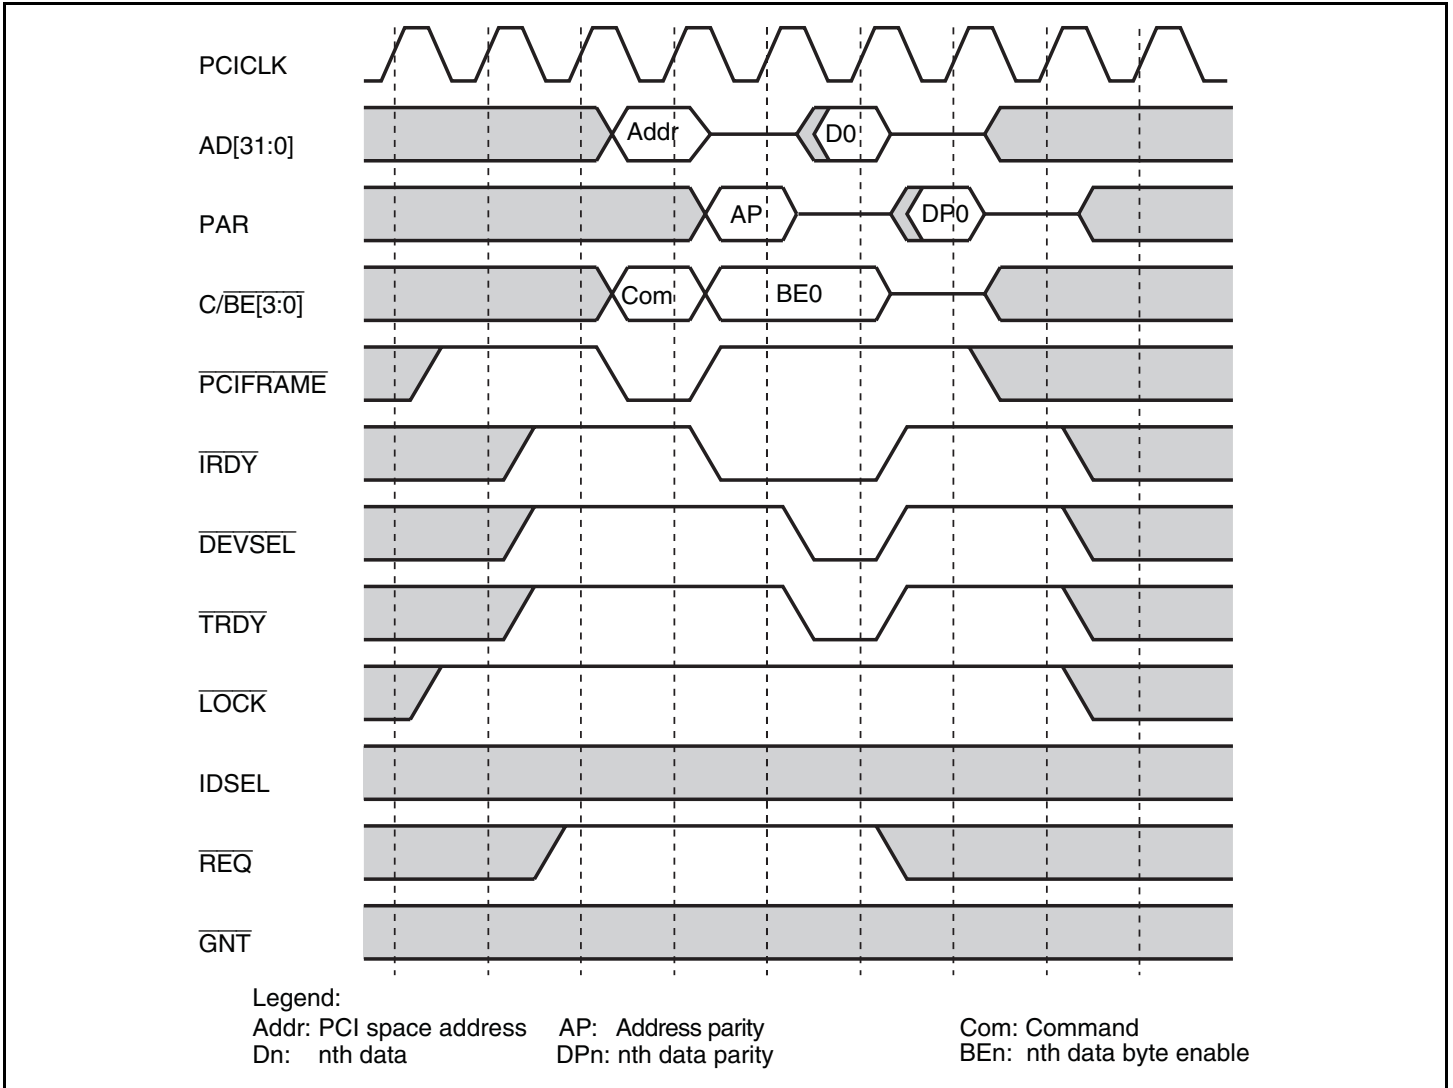 PCICLK
AD[31:0]
Addr
D0
PAR
AP
DP0
C/BE[3:0]
Com
BE0
PCIFRAME
IRDY
DEVSEL
TRDY
LOCK
IDSEL
REQ
GNT
Legend:
Addr: PCI space address AP: Address parity Com: Command
Dn: nth data DPn: nth data parity BEn: nth data byte enable